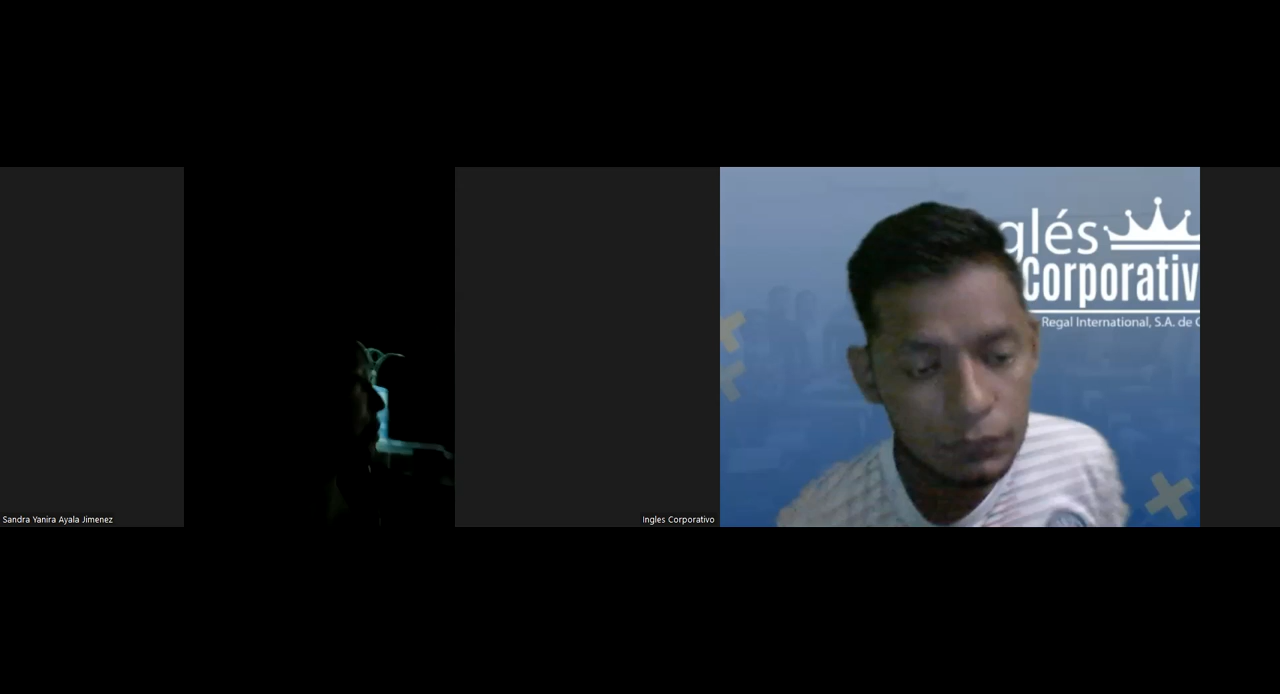 glés
Corporativ
Regal International, S.A. de C
Sandra Yanira Ayala Jimenez
Ingles Corporativo